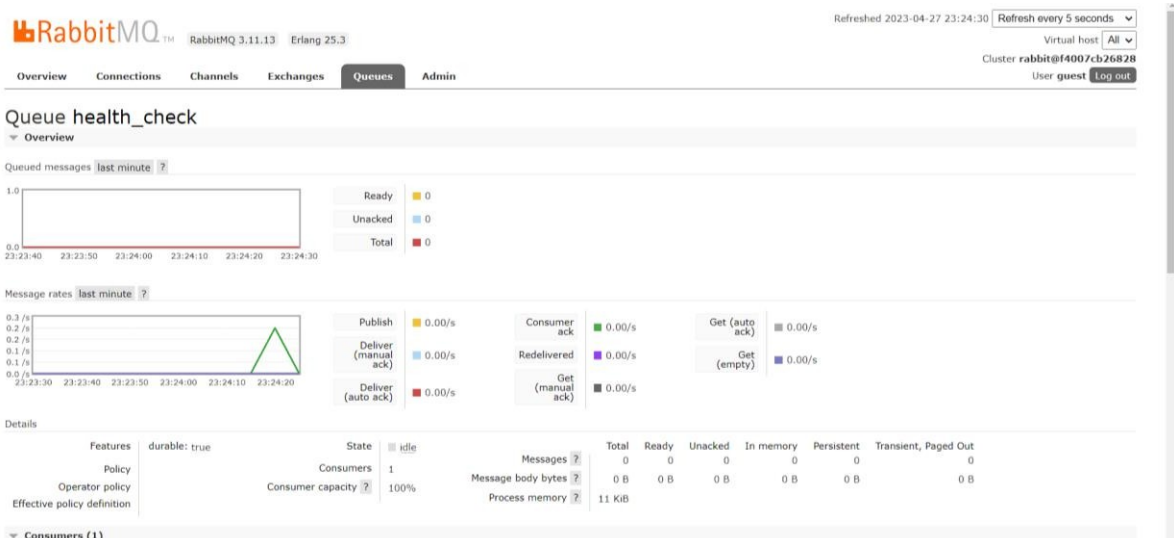 RabbitMQ TM RabbitMQ 3.11.13 Erlang 25.3
Refreshed 2023-04-27 23:24:30 Refresh every 5 seconds
Virtual host All
Cluster rabbit@f4007cb26828
User guest Log out
Overview Connections Channels Exchanges Queues Admin
Queue health_check
Overview
Queued messages last minute ?
1.0
0.0
23:23:40 23:23:50 23:24:00 23:24:10 23:24:20 23:24:30
Ready 0
Unacked 0
Total 0
Message rates last minute ?
0.3 /s
0.2 /s
0.2 /s
0.1 /s
0.1 /s
0.0 /s
23:23:30 23:23:40 23:23:50 23:24:00 23:24:10 23:24:20
Publish 0.00/s
Deliver
(manual 0.00/s
ack)
Deliver
(auto ack) 0.00/s
Consumer
ack 0.00/s
Redelivered 0.00/s
Get
(manual 0.00/s
ack)
Get (auto
ack) 0.00/s
Get
(empty) 0.00/s
Details
Features durable: true
Policy
Operator policy
Effective policy definition
State idle
Consumers 1
Consumer capacity ? 100%
Total Ready Unacked In memory Persistent Transient, Paged Out
Messages ? 0 0 0 0 0 0
Message body bytes ? 0 B 0 B 0 B 0 B 0 B 0 B
Process memory ? 11 KiB
Consumers (1)